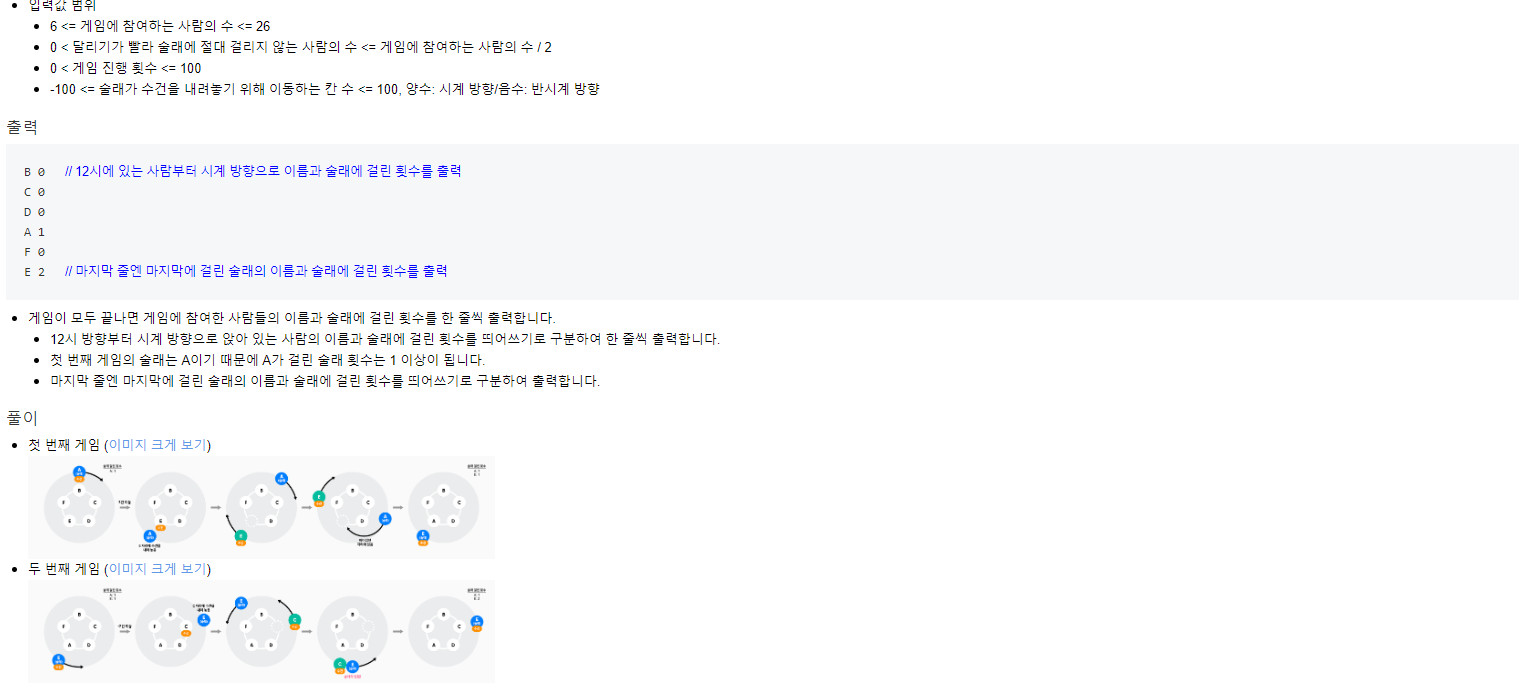 입력값 범위
6 <= 게임에 참여하는 사람의 수 <= 26
0 < 달리기가 빨라 술래에 절대 걸리지 않는 사람의 수 <= 게임에 참여하는 사람의 수 / 2
0 < 게임 진행 횟수 <= 100
-100 <= 술래가 수건을 내려놓기 위해 이동하는 칸 수 <= 100, 양수: 시계 방향/음수: 반시계 방향
출력
B 0 // 12시에 있는 사람부터 시계 방향으로 이름과 술래에 걸린 횟수를 출력
C 0
D 0
A 1
F 0
E 2 // 마지막 줄엔 마지막에 걸린 술래의 이름과 술래에 걸린 횟수를 출력
게임이 모두 끝나면 게임에 참여한 사람들의 이름과 술래에 걸린 횟수를 한 줄씩 출력합니다.
12시 방향부터 시계 방향으로 앉아 있는 사람의 이름과 술래에 걸린 횟수를 띄어쓰기로 구분하여 한 줄씩 출력합니다.
첫 번째 게임의 술래는 A이기 때문에 A가 걸린 술래 횟수는 1 이상이 됩니다.
마지막 줄엔 마지막에 걸린 술래의 이름과 술래에 걸린 횟수를 띄어쓰기로 구분하여 출력합니다.
풀이
첫 번째 게임 (이미지 크게 보기)
두 번째 게임 (이미지 크게 보기)